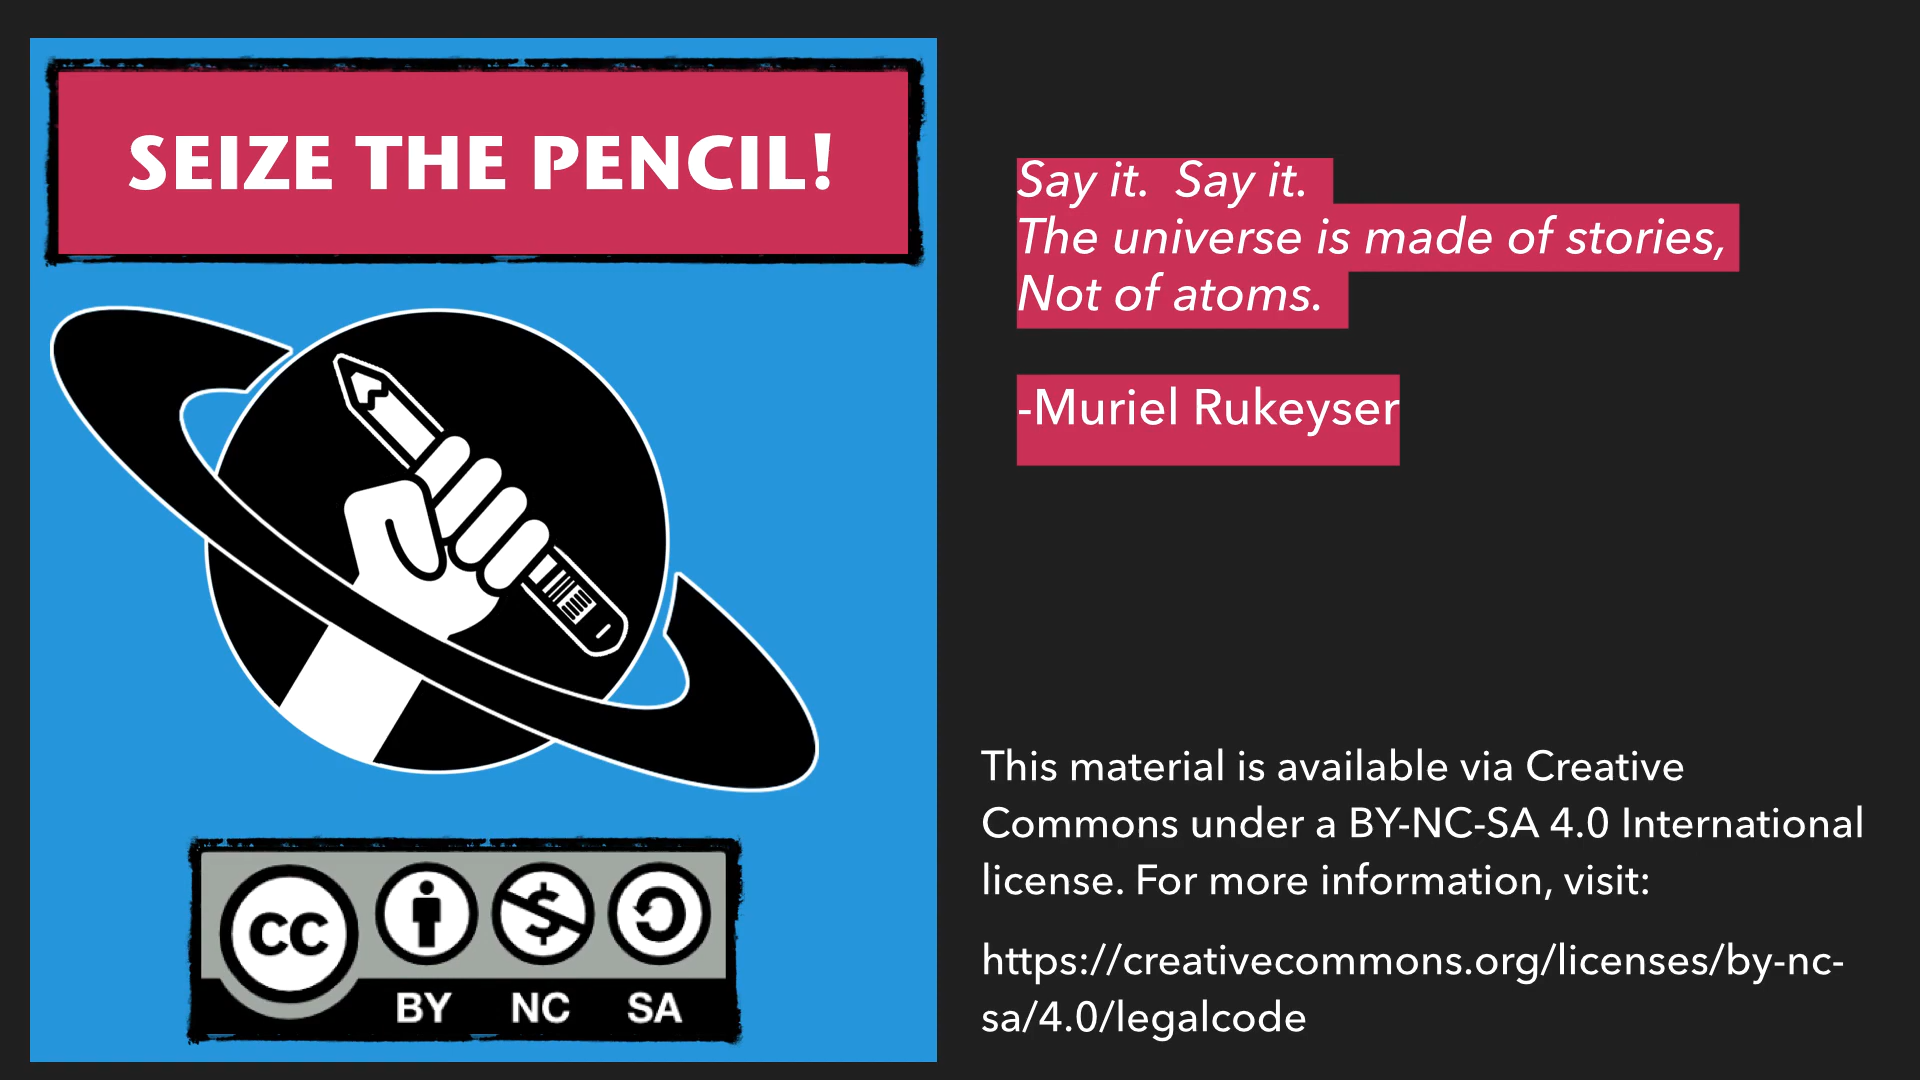 SEIZE THE PENCIL!
Say it.  Say it.
The universe is made of stories,
Not of atoms.
-Muriel Rukeyser
CC
BY NC SA
This material is available via Creative
Commons under a BY-NC-SA 4.0 International
license. For more information, visit:
https://creativecommons.org/licenses/by-nc-
sa/4.0/legalcode